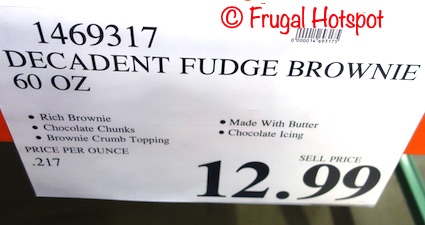 © Frugal Hotspot
1469317
DECADENT FUDGE BROWNIE
60 OZ
• Rich Brownie
• Chocolate Chunks
• Brownie Crumb Topping
• Made With Butter
• Chocolate Icing
PRICE PER OUNCE
.217
SELL PRICE
12.99